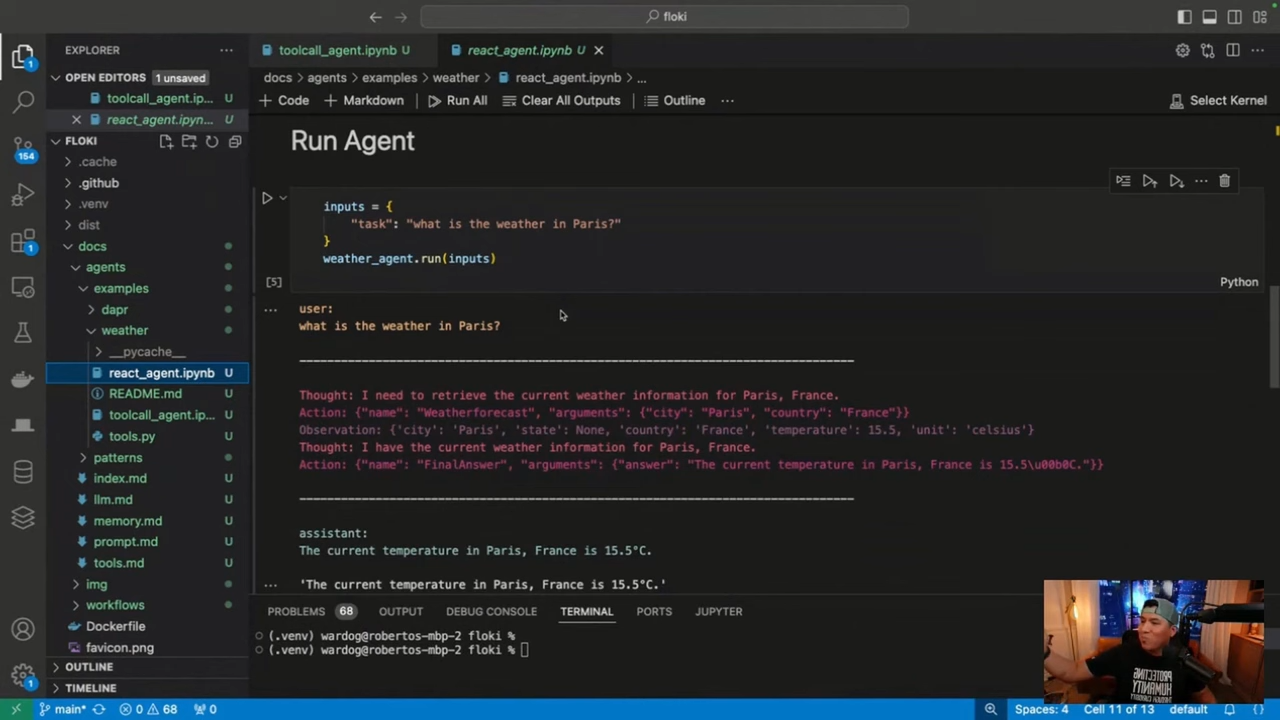 floki
EXPLORER
OPEN EDITORS 1 unsaved
toolcall_agent.ip... U
react_agent.ipyn... U
FLOKI
.cache
.github
.venv
dist
docs
agents
examples
dapr
weather
__pycache__
react_agent.ipynb U
README.md U
toolcall_agent.ip... U
tools.py U
patterns
index.md U
llm.md U
memory.md U
prompt.md U
tools.md U
img
workflows
Dockerfile
favicon.png
OUTLINE
TIMELINE
1
154
1
1
toolcall_agent.ipynb U
react_agent.ipynb U
docs > agents > examples > weather > react_agent.ipynb > ...
+ Code + Markdown Run All Clear All Outputs Outline ... Select Kernel
Run Agent
inputs = {
"task": "what is the weather in Paris?"
}
weather_agent.run(inputs)
[5]
Python
user:
what is the weather in Paris?
Thought: I need to retrieve the current weather information for Paris, France.
Action: {"name": "Weatherforecast", "arguments": {"city": "Paris", "country": "France"}}
Observation: {'city': 'Paris', 'state': None, 'country': 'France', 'temperature': 15.5, 'unit': 'celsius'}
Thought: I have the current weather information for Paris, France.
Action: {"name": "FinalAnswer", "arguments": {"answer": "The current temperature in Paris, France is 15.5\u00b0C."}}
assistant:
The current temperature in Paris, France is 15.5°C.
'The current temperature in Paris, France is 15.5°C.'
PROBLEMS 68 OUTPUT DEBUG CONSOLE TERMINAL PORTS JUPYTER
(.venv) wardog@robertos-mbp-2 floki %
(.venv) wardog@robertos-mbp-2 floki %
PROTECTING
HUMANITY
main* 0 68 0 Spaces: 4 Cell 11 of 13 default